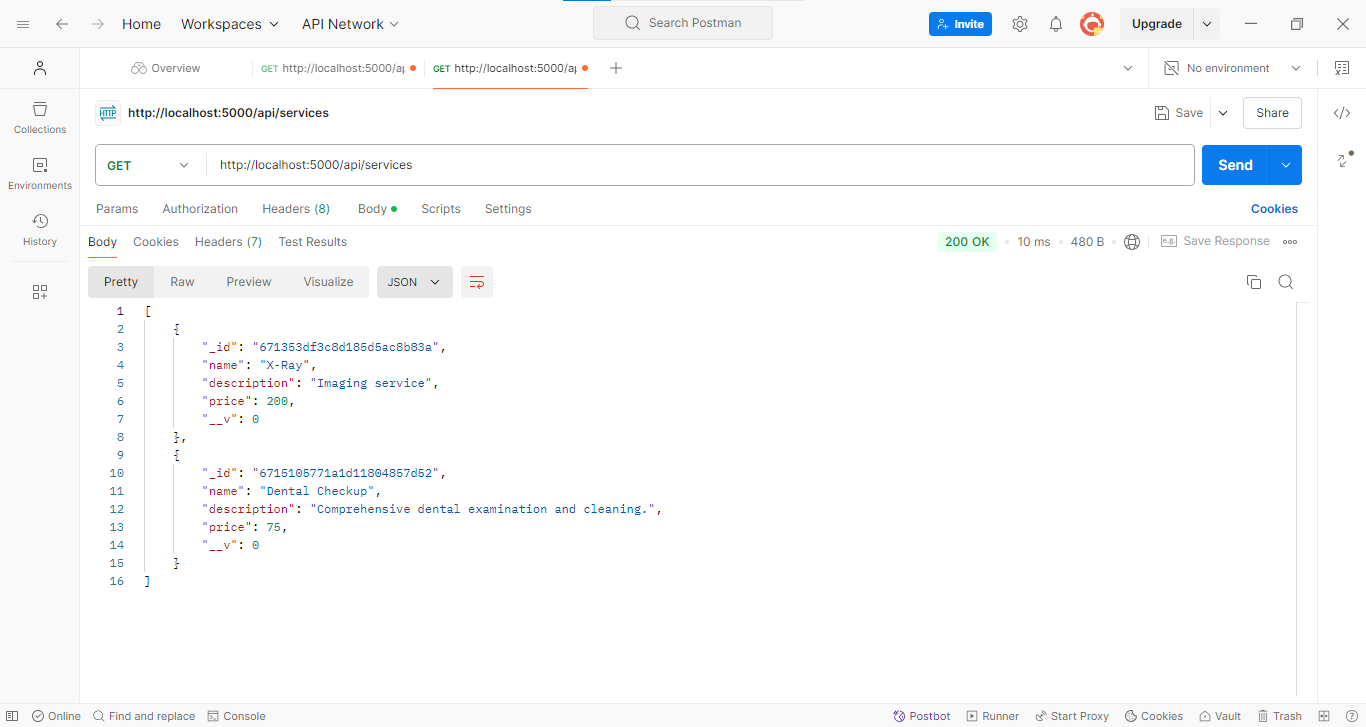 Home Workspaces API Network Search Postman Invite Upgrade
Overview GET http://localhost:5000/ap GET http://localhost:5000/ap No environment
HTTP http://localhost:5000/api/services Save Share
Collections
GET http://localhost:5000/api/services Send
Environments
Params Authorization Headers (8) Body Scripts Settings Cookies
History
Body Cookies Headers (7) Test Results 200 OK 10 ms 480 B e.g. Save Response
Pretty Raw Preview Visualize JSON
1 [
2 {
3 "_id": "671353df3c8d185d5ac8b83a",
4 "name": "X-Ray",
5 "description": "Imaging service",
6 "price": 200,
7 "__v": 0
8 },
9 {
10 "_id": "6715105771a1d11804857d52",
11 "name": "Dental Checkup",
12 "description": "Comprehensive dental examination and cleaning.",
13 "price": 75,
14 "__v": 0
15 }
16 ]
Online Find and replace Console Postbot Runner Start Proxy Cookies Vault Trash